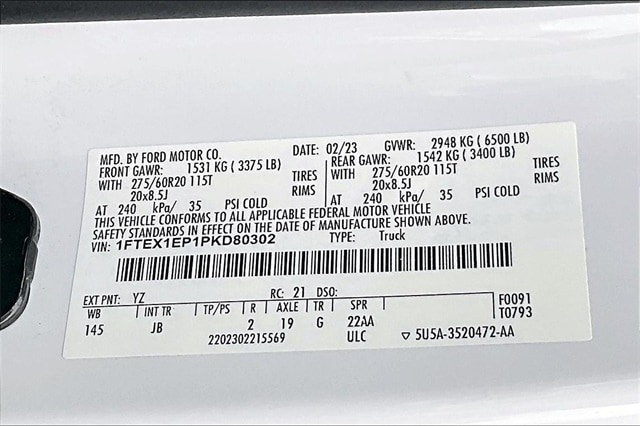 MFD. BY FORD MOTOR CO. DATE: 02/23 GVWR: 2948 KG ( 6500 LB)
FRONT GAWR: 1531 KG ( 3375 LB) REAR GAWR: 1542 KG ( 3400 LB)
WITH 275/60R20 115T TIRES WITH 275/60R20 115T TIRES
20x8.5J RIMS 20x8.5J RIMS
AT 240 kPa/ 35 PSI COLD AT 240 kPa/ 35 PSI COLD
THIS VEHICLE CONFORMS TO ALL APPLICABLE FEDERAL MOTOR VEHICLE
SAFETY STANDARDS IN EFFECT ON THE DATE OF MANUFACTURE SHOWN ABOVE.
VIN: 1FTEX1EP1PKD80302 TYPE: Truck
EXT PNT: YZ RC: 21 DSO: F0091
WB INT TR TP/PS R AXLE TR SPR T0793
145 JB 2 19 G 22AA
2202302215569 ULC ▽ 5U5A-3520472-AA